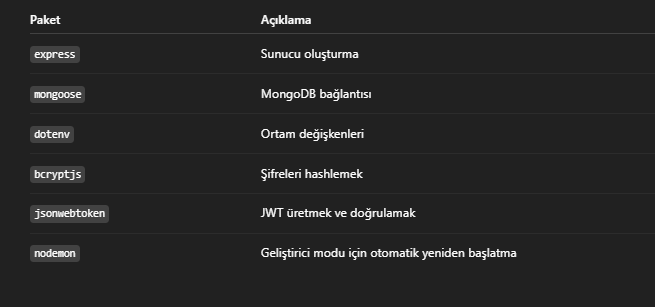 Paket Açıklama
express Sunucu oluşturma
mongoose MongoDB bağlantısı
dotenv Ortam değişkenleri
bcryptjs Şifreleri hashlemek
jsonwebtoken JWT üretmek ve doğrulamak
nodemon Geliştirici modu için otomatik yeniden başlatma